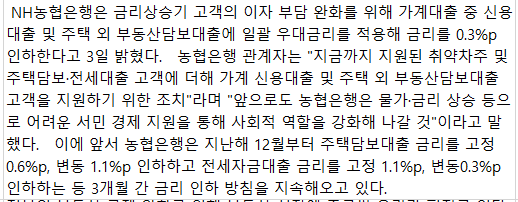 NH농협은행은 금리상승기 고객의 이자 부담 완화를 위해 가계대출 중 신용
대출 및 주택 외 부동산담보대출에 일괄 우대금리를 적용해 금리를 0.3%p
인하한다고 3일 밝혔다. 농협은행 관계자는 "지금까지 지원된 취약차주 및
주택담보·전세대출 고객에 더해 가계 신용대출 및 주택 외 부동산담보대출
고객을 지원하기 위한 조치"라며 "앞으로도 농협은행은 물가·금리 상승 등으
로 어려운 서민 경제 지원을 통해 사회적 역할을 강화해 나갈 것"이라고 말
했다. 이에 앞서 농협은행은 지난해 12월부터 주택담보대출 금리를 고정
0.6%p, 변동 1.1%p 인하하고 전세자금대출 금리를 고정 1.1%p, 변동0.3%p
인하하는 등 3개월 간 금리 인하 방침을 지속해오고 있다.